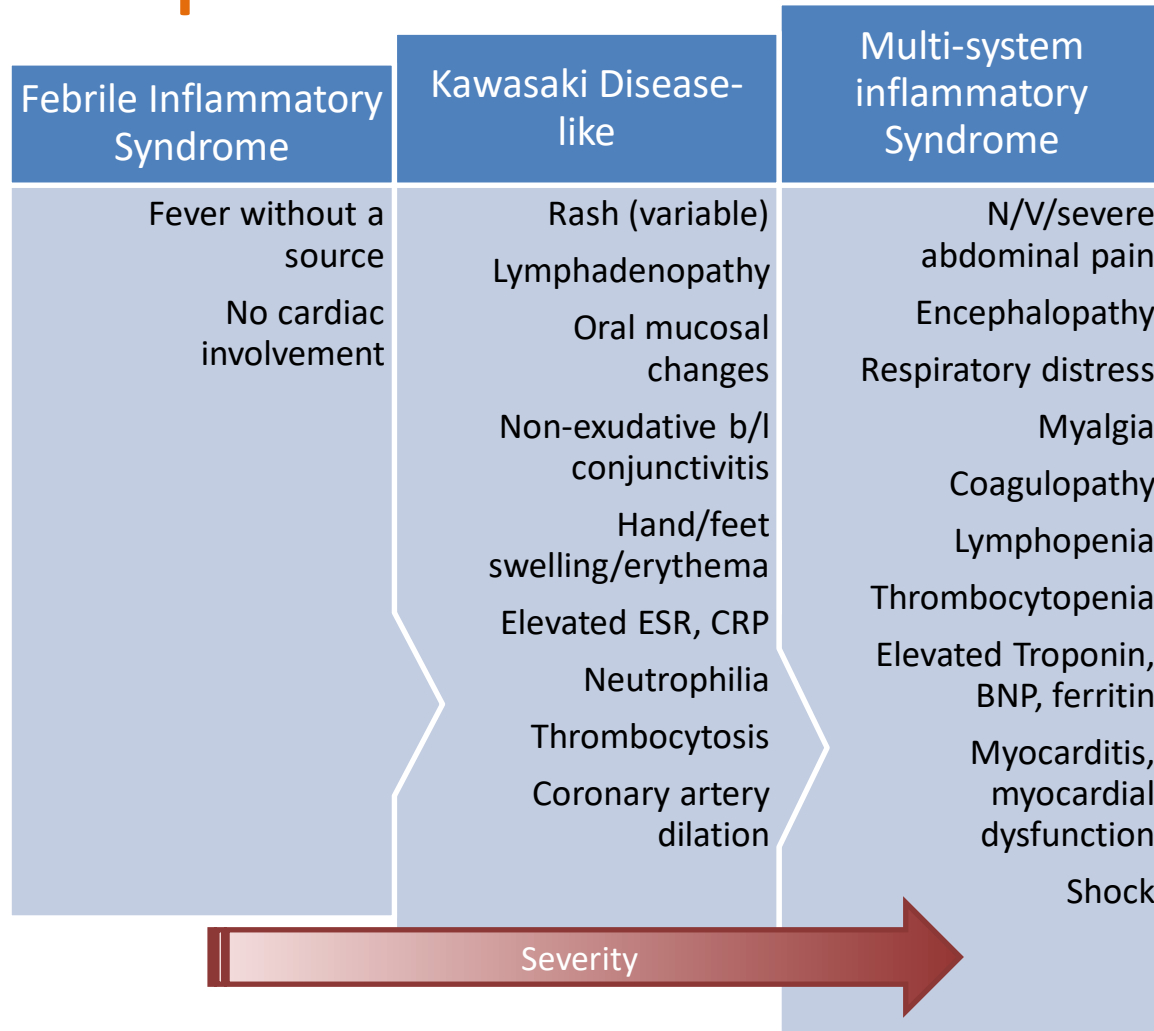 Febrile Inflammatory
Syndrome
Fever without a
source
No cardiac
involvement
Kawasaki Disease-
like
Rash (variable)
Lymphadenopathy
Oral mucosal
changes
Non-exudative b/l
conjunctivitis
Hand/feet
swelling/erythema
Elevated ESR, CRP
Neutrophilia
Thrombocytosis
Coronary artery
dilation
Multi-system
inflammatory
Syndrome
N/V/severe
abdominal pain
Encephalopathy
Respiratory distress
Myalgia
Coagulopathy
Lymphopenia
Thrombocytopenia
Elevated Troponin,
BNP, ferritin
Myocarditis,
myocardial
dysfunction
Shock
Severity